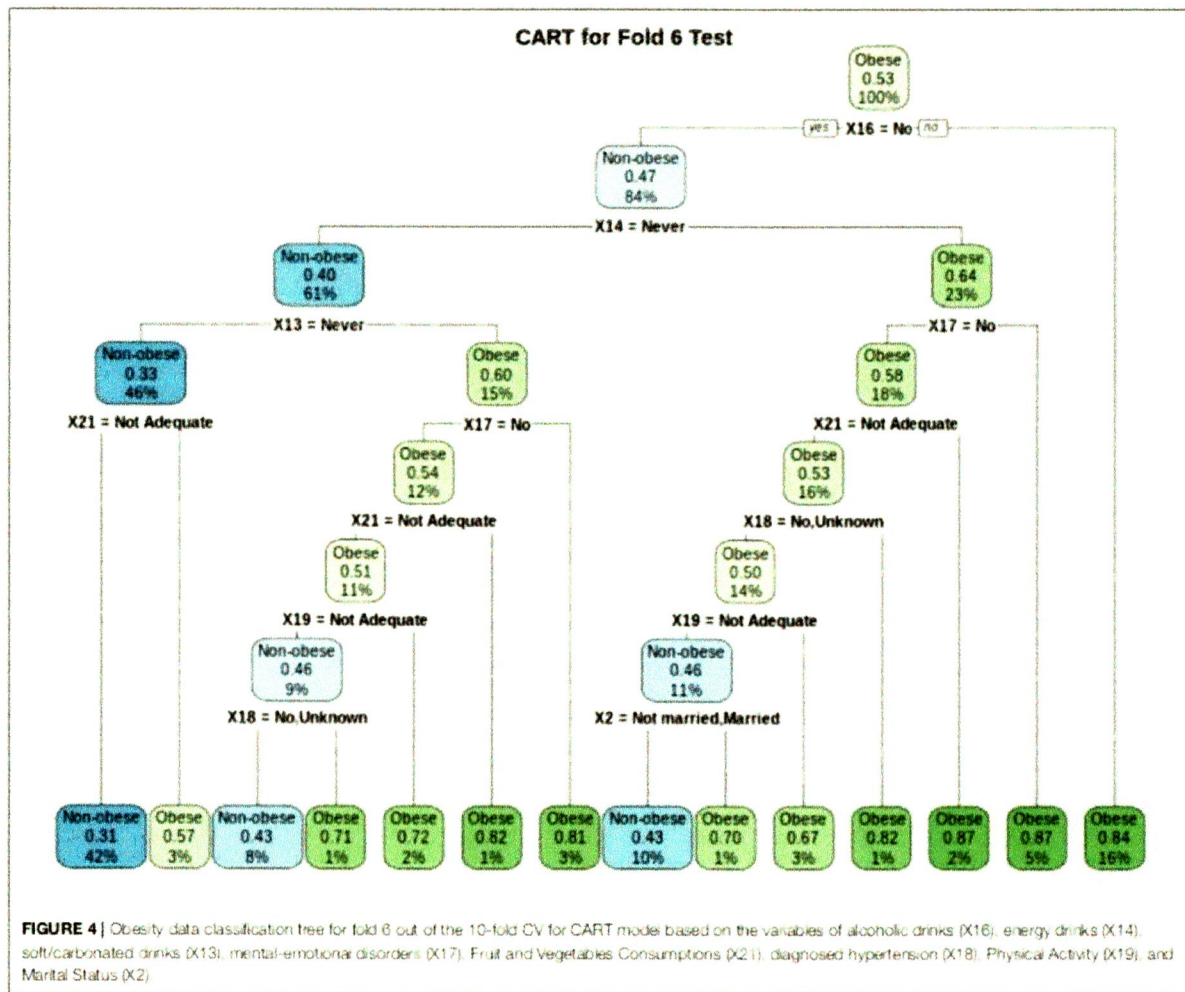 CART for Fold 6 Test
Obese
0.53
100%
yes X16 = No no
Non-obese
0.47
84%
X14 = Never
Non-obese
0.40
61%
Obese
0.64
23%
X13 = Never
X17 = No
Non-obese
0.33
46%
Obese
0.60
15%
Obese
0.58
18%
X21 = Not Adequate
X17 = No
X21 = Not Adequate
Obese
0.54
12%
Obese
0.53
16%
X21 = Not Adequate
X18 = No,Unknown
Obese
0.51
11%
Obese
0.50
14%
X19 = Not Adequate
X19 = Not Adequate
Non-obese
0.46
9%
Non-obese
0.46
11%
X18 = No,Unknown
X2 = Not married,Married
Non-obese
0.31
42%
Obese
0.57
3%
Non-obese
0.43
8%
Obese
0.71
1%
Obese
0.72
2%
Obese
0.82
1%
Obese
0.81
3%
Non-obese
0.43
10%
Obese
0.70
1%
Obese
0.67
3%
Obese
0.82
1%
Obese
0.87
2%
Obese
0.87
5%
Obese
0.84
16%
FIGURE 4 | Obesity data classification tree for fold 6 out of the 10-fold CV for CART model based on the variables of alcoholic drinks (X16), energy drinks (X14),
soft/carbonated drinks (X13), mental-emotional disorders (X17), Fruit and Vegetables Consumptions (X21), diagnosed hypertension (X18), Physical Activity (X19), and
Marital Status (X2)